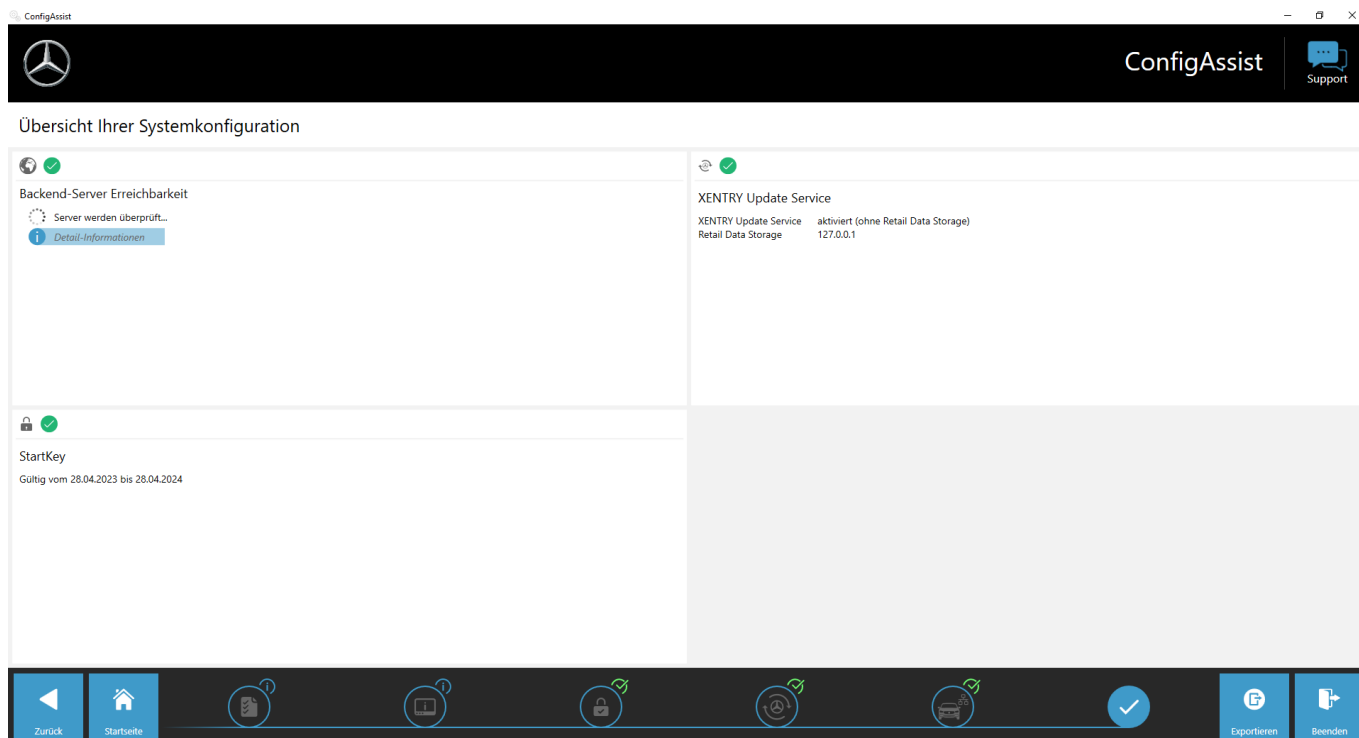 ConfigAssist
ConfigAssist
Support
Übersicht Ihrer Systemkonfiguration
Backend-Server Erreichbarkeit
Server werden überprüft...
Detail-Informationen
XENTRY Update Service
XENTRY Update Service aktiviert (ohne Retail Data Storage)
Retail Data Storage 127.0.0.1
StartKey
Gültig vom 28.04.2023 bis 28.04.2024
Zurück Startseite Exportieren Beenden